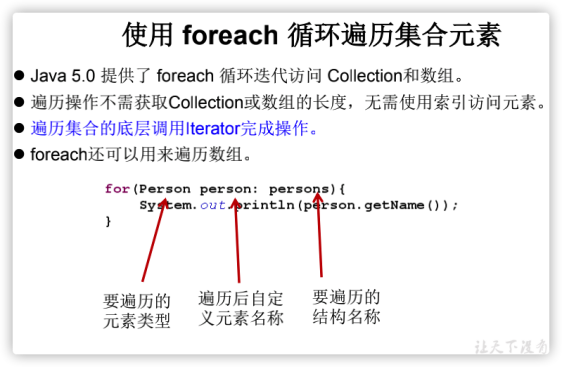 使用 foreach 循环遍历集合元素
● Java 5.0 提供了 foreach 循环迭代访问 Collection和数组。
● 遍历操作不需获取Collection或数组的长度，无需使用索引访问元素。
● 遍历集合的底层调用Iterator完成操作。
● foreach还可以用来遍历数组。
for(Person person: persons){
System.out.println(person.getName());
}
要遍历的
元素类型
遍历后自定
义元素名称
要遍历的
结构名称
让天下没有